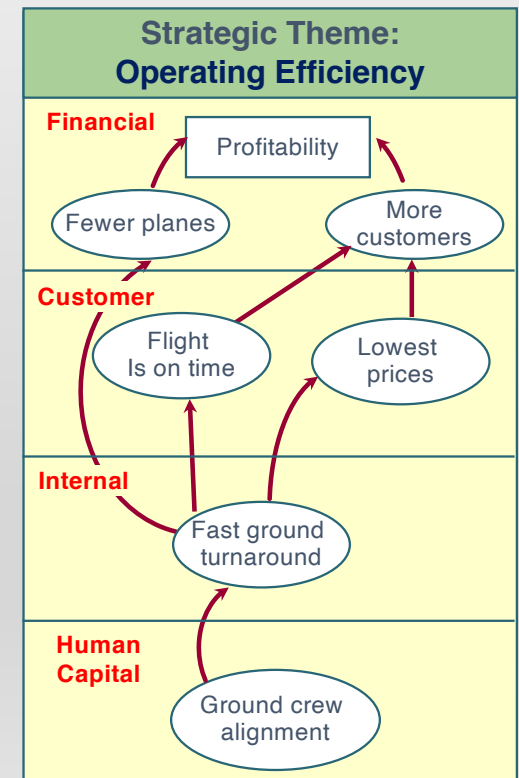 Strategic Theme:
Operating Efficiency
Financial
Profitability
Fewer planes
More
customers
Customer
Flight
Is on time
Lowest
prices
Internal
Fast ground
turnaround
Human
Capital
Ground crew
alignment